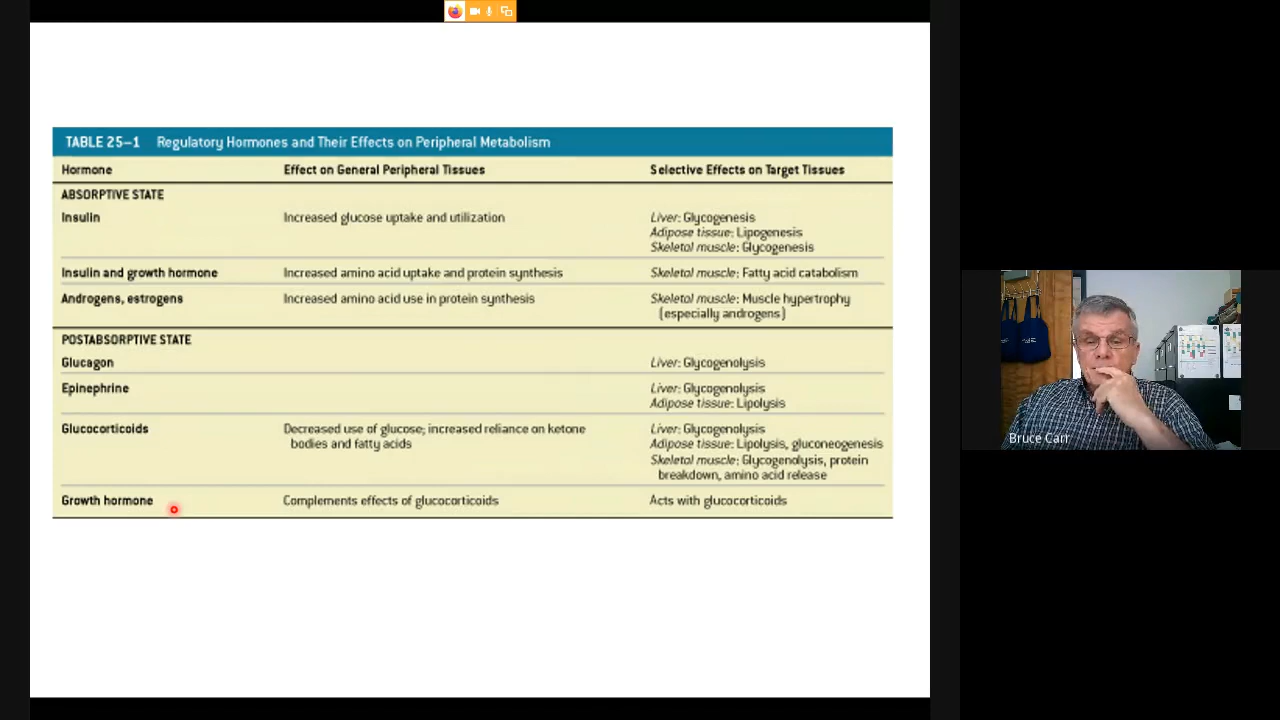 TABLE 25–1 Regulatory Hormones and Their Effects on Peripheral Metabolism
Hormone Effect on General Peripheral Tissues Selective Effects on Target Tissues
ABSORPTIVE STATE
Insulin Increased glucose uptake and utilization Liver: Glycogenesis
Adipose tissue: Lipogenesis
Skeletal muscle: Glycogenesis
Insulin and growth hormone Increased amino acid uptake and protein synthesis Skeletal muscle: Fatty acid catabolism
Androgens, estrogens Increased amino acid use in protein synthesis Skeletal muscle: Muscle hypertrophy
(especially androgens)
POSTABSORPTIVE STATE
Glucagon Liver: Glycogenolysis
Epinephrine Liver: Glycogenolysis
Adipose tissue: Lipolysis
Glucocorticoids Decreased use of glucose; increased reliance on ketone Liver: Glycogenolysis
bodies and fatty acids Adipose tissue: Lipolysis, gluconeogenesis
Skeletal muscle: Glycogenolysis, protein
breakdown, amino acid release
Growth hormone Complements effects of glucocorticoids Acts with glucocorticoids
Bruce Carr